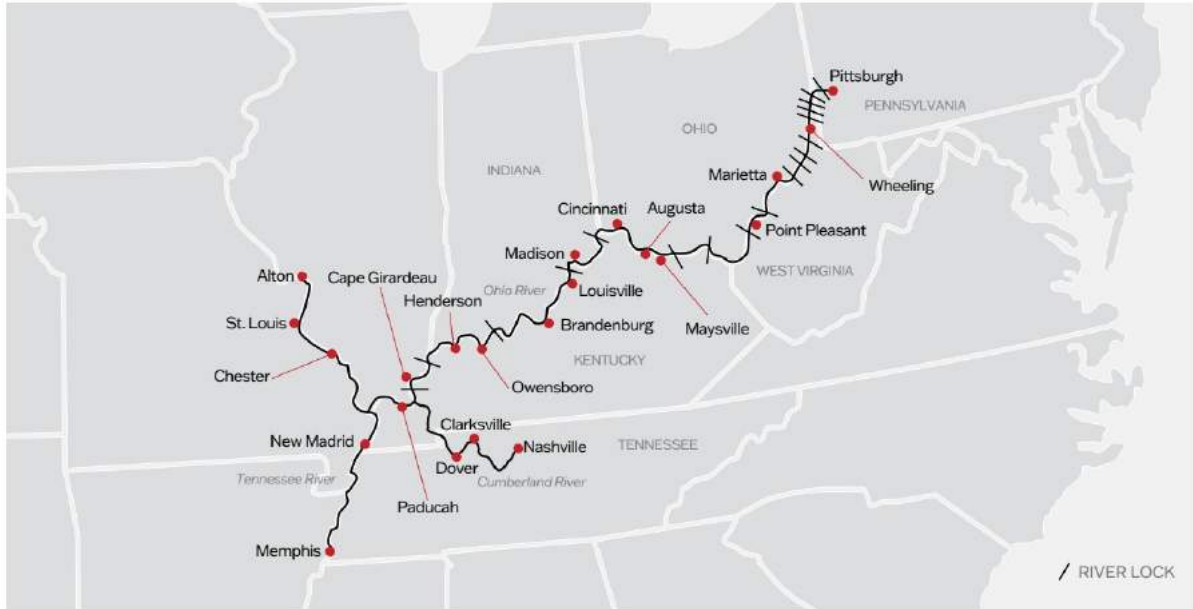 Pittsburgh
PENNSYLVANIA
OHIO
Wheeling
Marietta
INDIANA
Cincinnati
Augusta
Point Pleasant
Madison
WEST VIRGINIA
Cape Girardeau
Alton
Henderson
Ohio River
Louisville
St. Louis
Brandenburg
Maysville
KENTUCKY
Chester
Owensboro
Clarksville
New Madrid
Nashville
TENNESSEE
Dover
Tennessee River
Cumberland River
Paducah
Memphis
RIVER LOCK